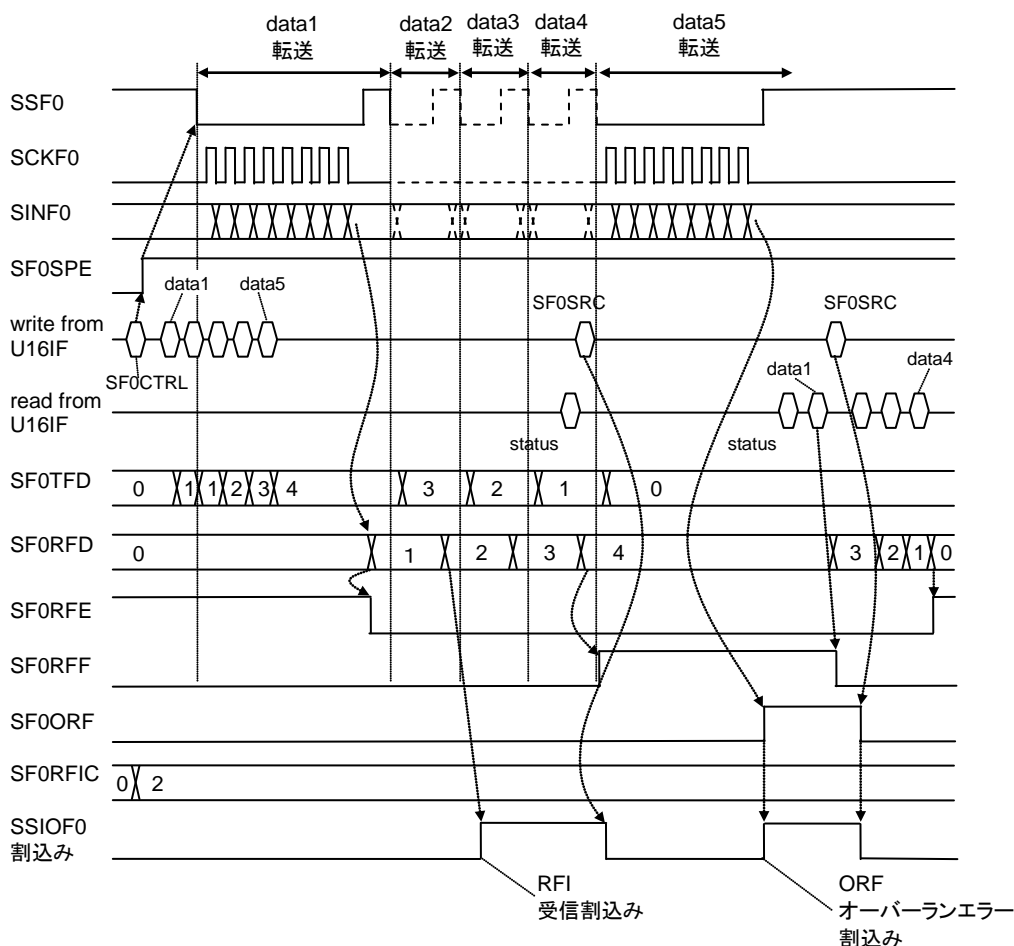 data1 data2 data3 data4 data5
転送 転送 転送 転送 転送
SSF0
SCKF0
SINF0
SF0SPE
data1 data5
SF0SRC SF0SRC
write from
U16IF
SF0CTRL
data1 data4
read from
U16IF
status status
SF0TFD 0 1 1 2 3 4 3 2 1 0
SF0RFD 0 1 2 3 4 3 2 1 0
SF0RFE
SF0RFF
SF0ORF
SF0RFIC 0 2
SSIOF0
割込み
RFI ORF
受信割込み オーバーランエラー
割込み